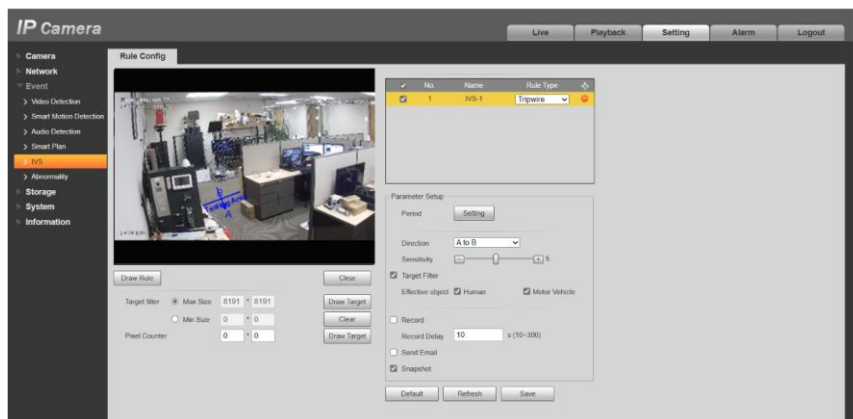 IP Camera
Live
Playback
Setting
Alarm
Logout
Camera
Network
Event
Video Detection
Smart Motion Detection
Audio Detection
Smart Plan
IVS
Abnormality
Storage
System
Information
Rule Config
B
Testing Area
A
Draw Rule
Clear
Target filter Max Size 8191 * 8191 Draw Target
Min Size 0 * 0 Clear
Pixel Counter 0 * 0 Draw Target
No. Name Rule Type
1 IVS-1 Tripwire
Parameter Setup
Period Setting
Direction A to B
Sensitivity 5
Target Filter
Effective object Human Motor Vehicle
Record
Record Delay 10 s (10~300)
Send Email
Snapshot
Default Refresh Save